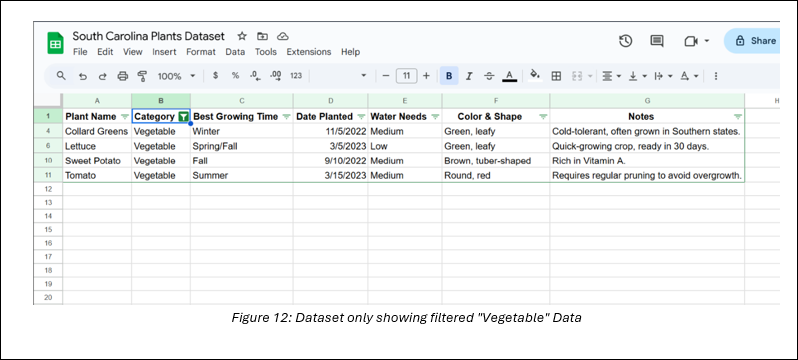 South Carolina Plants Dataset
File Edit View Insert Format Data Tools Extensions Help
Share
100% $ % .0 .00 123 11 B I S A
A B C D E F G H
1 Plant Name Category Best Growing Time Date Planted Water Needs Color & Shape Notes
4 Collard Greens Vegetable Winter 11/5/2022 Medium Green, leafy Cold-tolerant, often grown in Southern states.
6 Lettuce Vegetable Spring/Fall 3/5/2023 Low Green, leafy Quick-growing crop, ready in 30 days.
10 Sweet Potato Vegetable Fall 9/10/2022 Medium Brown, tuber-shaped Rich in Vitamin A.
11 Tomato Vegetable Summer 3/15/2023 Medium Round, red Requires regular pruning to avoid overgrowth.
12
13
14
15
16
17
18
19
20
Figure 12: Dataset only showing filtered "Vegetable" Data